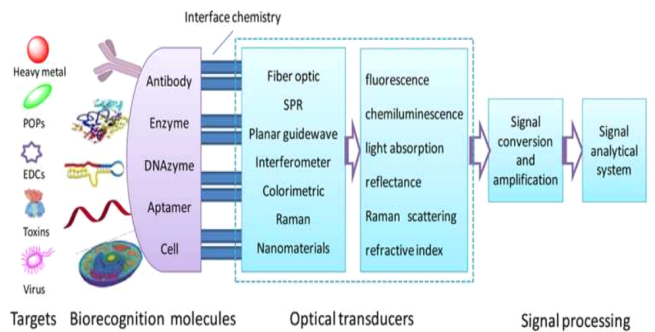 Interface chemistry
Heavy metal
POPs
EDCs
Toxins
Virus
Antibody
Enzyme
DNAzyme
Aptamer
Cell
Fiber optic
SPR
Planar guidewave
Interferometer
Colorimetric
Raman
Nanomaterials
fluorescence
chemiluminescence
light absorption
reflectance
Raman scattering
refractive index
Signal
conversion
and
amplification
Signal
analytical
system
Targets
Biorecognition molecules
Optical transducers
Signal processing